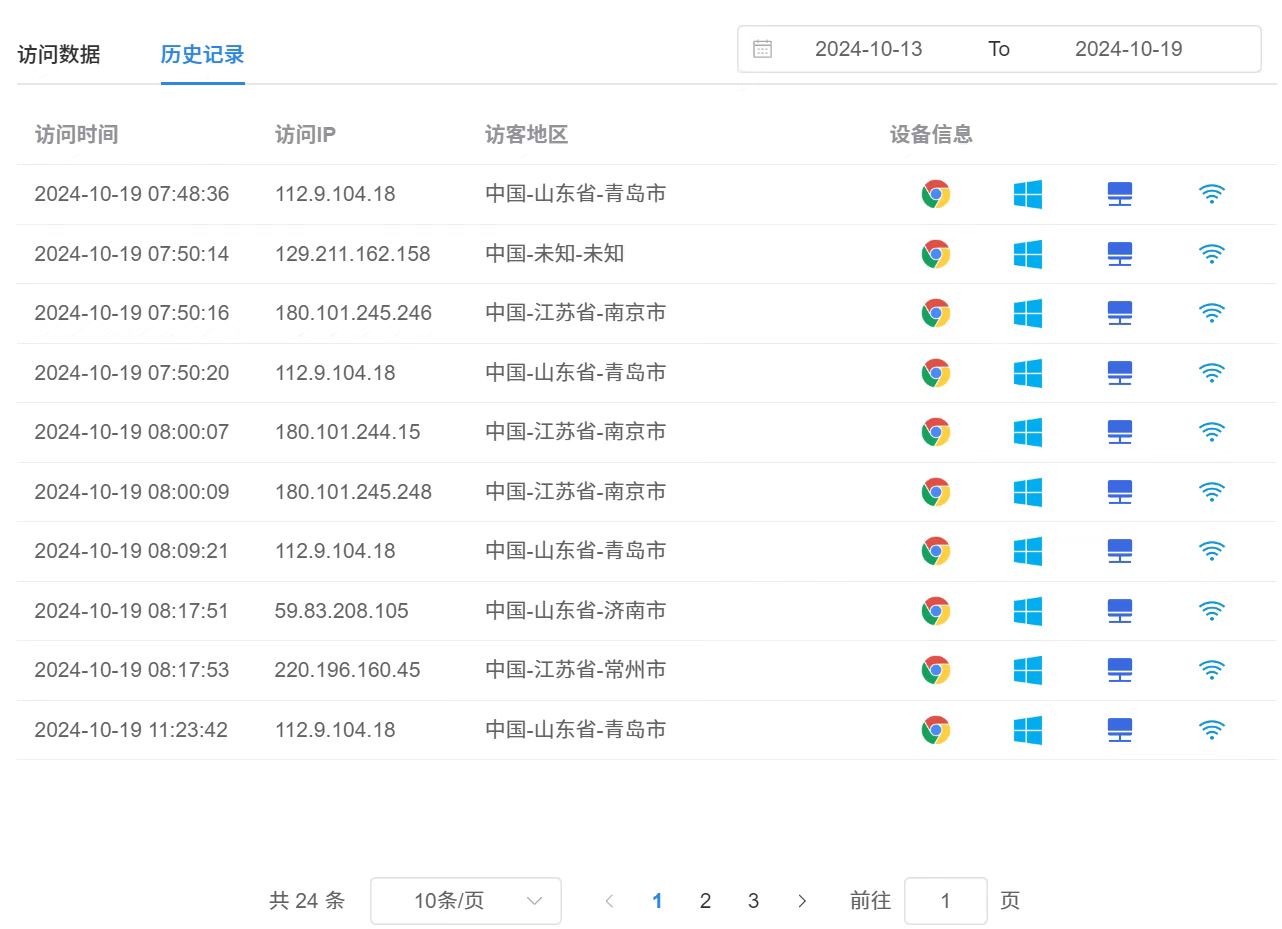 访问数据 历史记录 2024-10-13 To 2024-10-19
访问时间 访问IP 访客地区 设备信息
2024-10-19 07:48:36 112.9.104.18 中国-山东省-青岛市
2024-10-19 07:50:14 129.211.162.158 中国-未知-未知
2024-10-19 07:50:16 180.101.245.246 中国-江苏省-南京市
2024-10-19 07:50:20 112.9.104.18 中国-山东省-青岛市
2024-10-19 08:00:07 180.101.244.15 中国-江苏省-南京市
2024-10-19 08:00:09 180.101.245.248 中国-江苏省-南京市
2024-10-19 08:09:21 112.9.104.18 中国-山东省-青岛市
2024-10-19 08:17:51 59.83.208.105 中国-山东省-济南市
2024-10-19 08:17:53 220.196.160.45 中国-江苏省-常州市
2024-10-19 11:23:42 112.9.104.18 中国-山东省-青岛市
共 24 条 10条/页 1 2 3 前往 1 页